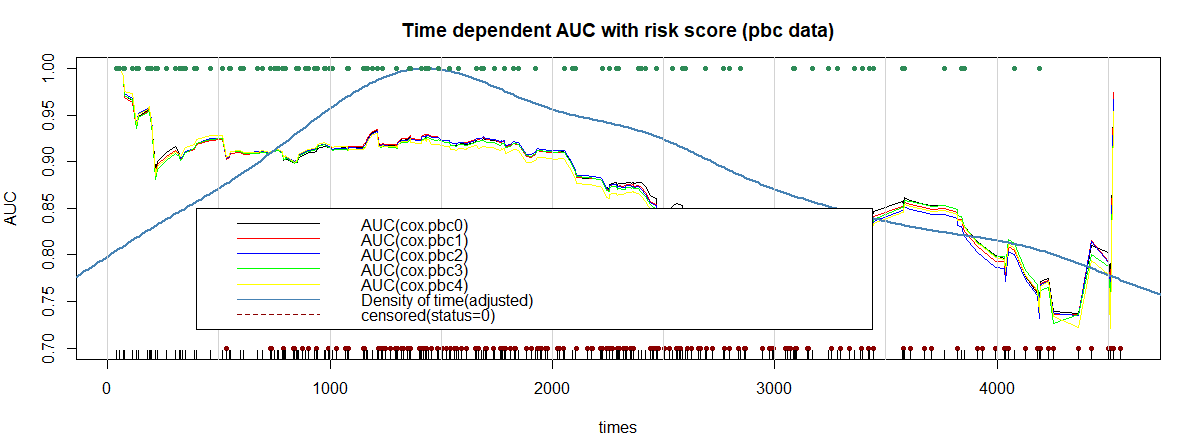 Time dependent AUC with risk score (pbc data)
1.00
0.95
0.90
0.85
0.80
0.75
0.70
AUC
AUC(cox.pbc0)
AUC(cox.pbc1)
AUC(cox.pbc2)
AUC(cox.pbc3)
AUC(cox.pbc4)
Density of time(adjusted)
censored(status=0)
0 1000 2000 3000 4000
times